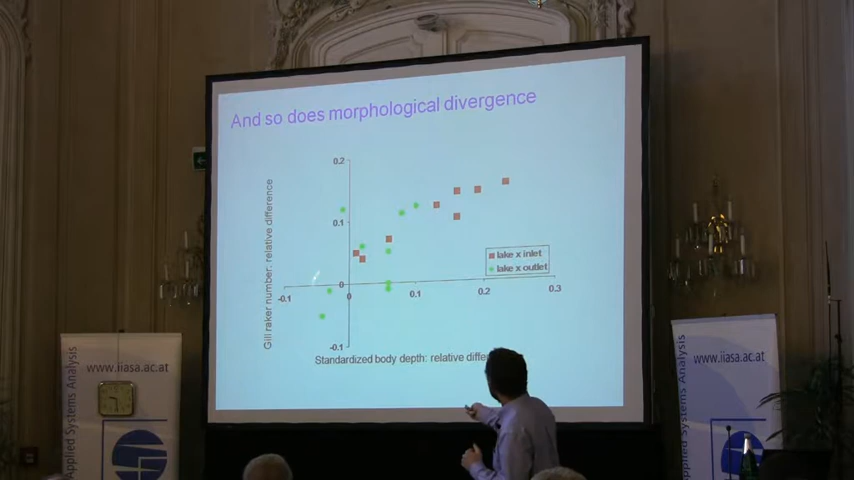 And so does morphological divergence
0.2
0.1
0
-0.1
-0.1
0
0.1
0.2
0.3
Gill raker number: relative difference
lake x inlet
lake x outlet
Standardized body depth: relative diffe
www.iiasa.ac.at
Applied Systems Analysis
www.iiasa.ac.at
Applied Systems Analysis